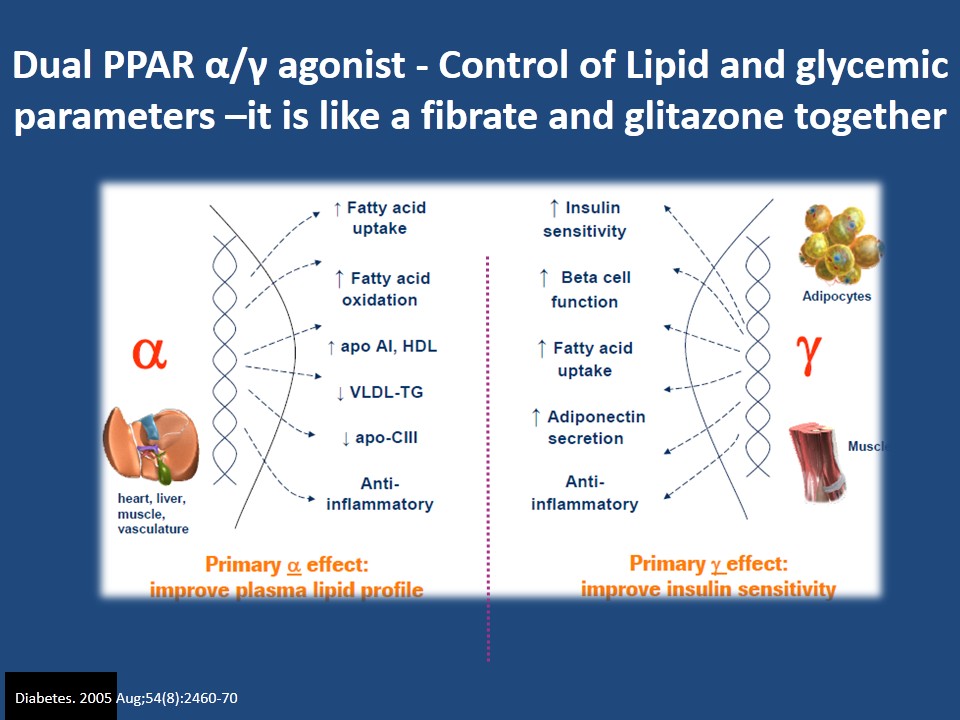 Dual PPAR α/γ agonist - Control of Lipid and glycemic
parameters –it is like a fibrate and glitazone together
α
heart, liver,
muscle,
vasculature
↑ Fatty acid
uptake
↑ Fatty acid
oxidation
↑ apo AI, HDL
↓ VLDL-TG
↓ apo-CIII
Anti-
inflammatory
Primary α effect:
improve plasma lipid profile
↑ Insulin
sensitivity
↑ Beta cell
function
↑ Fatty acid
uptake
↑ Adiponectin
secretion
Anti-
inflammatory
Adipocytes
γ
Muscle
Primary γ effect:
improve insulin sensitivity
Diabetes. 2005 Aug;54(8):2460-70